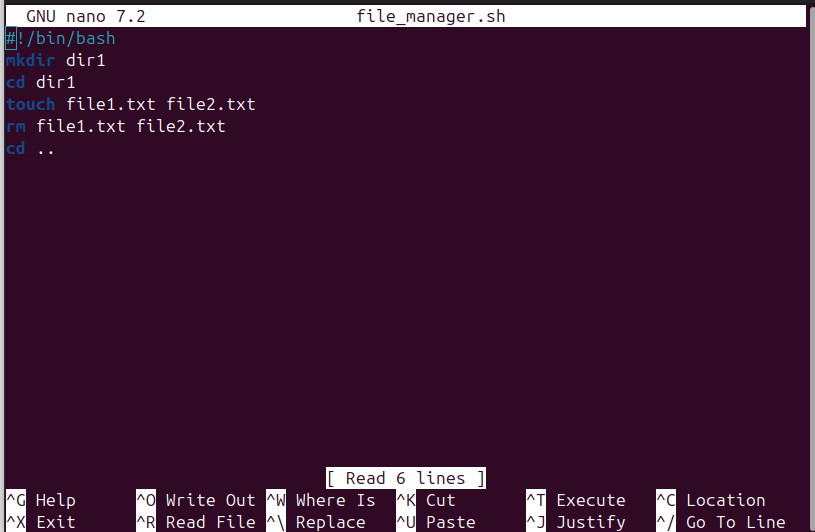 GNU nano 7.2 file_manager.sh
#!/bin/bash
mkdir dir1
cd dir1
touch file1.txt file2.txt
rm file1.txt file2.txt
cd ..
[ Read 6 lines ]
^G Help ^O Write Out ^W Where Is ^K Cut ^T Execute ^C Location
^X Exit ^R Read File ^\ Replace ^U Paste ^J Justify ^/ Go To Line